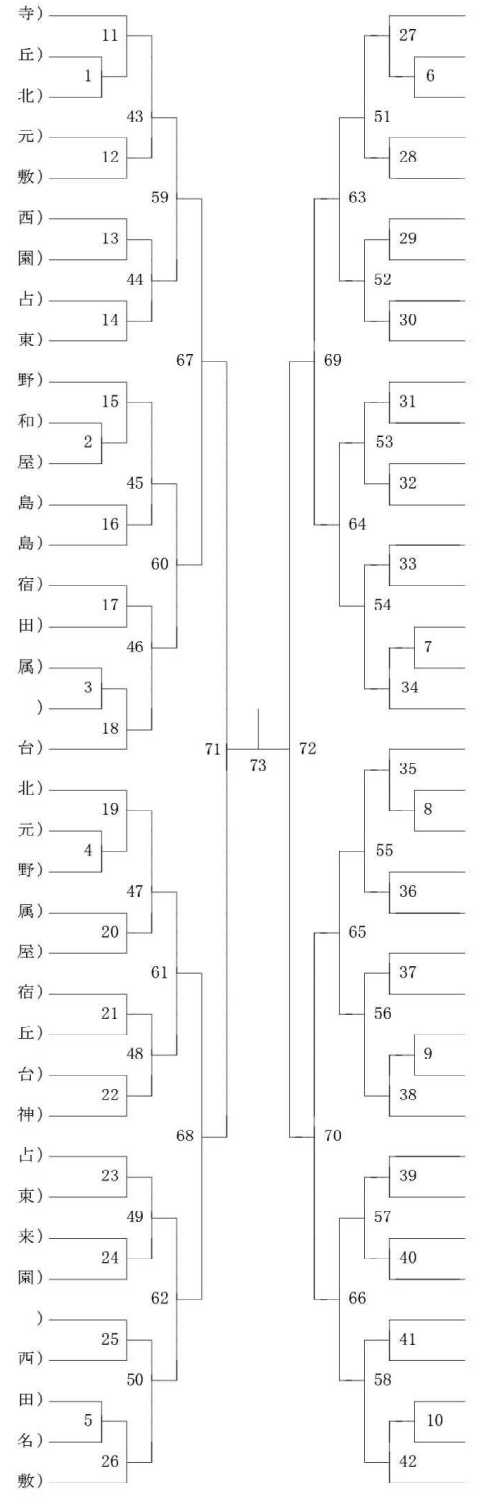 寺)
11
27
丘)
1
6
北)
43
51
元)
12
28
敷)
59
63
西)
13
29
園)
44
52
占)
14
30
東)
67
69
野)
15
31
和)
2
53
屋)
45
32
島)
16
64
島)
60
33
宿)
17
54
田)
46
7
属)
3
34
)
18
台)
71
73
72
35
北)
19
8
元)
4
55
野)
47
36
属)
20
65
屋)
61
37
宿)
21
56
丘)
48
9
台)
22
38
神)
68
70
占)
23
39
東)
49
57
来)
24
40
園)
62
66
)
25
41
西)
50
58
田)
5
10
名)
26
42
敷)